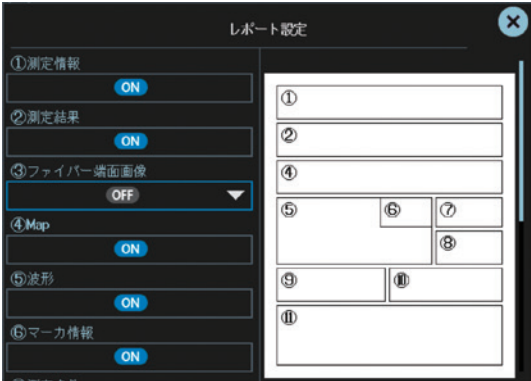 レポート設定
①測定情報
ON
②測定結果
ON
③ファイバー端面画像
OFF
④Map
ON
⑤波形
ON
⑥マーカ情報
ON
①
②
④
⑤ ⑥ ⑦
⑧
⑨ ⑩
⑪